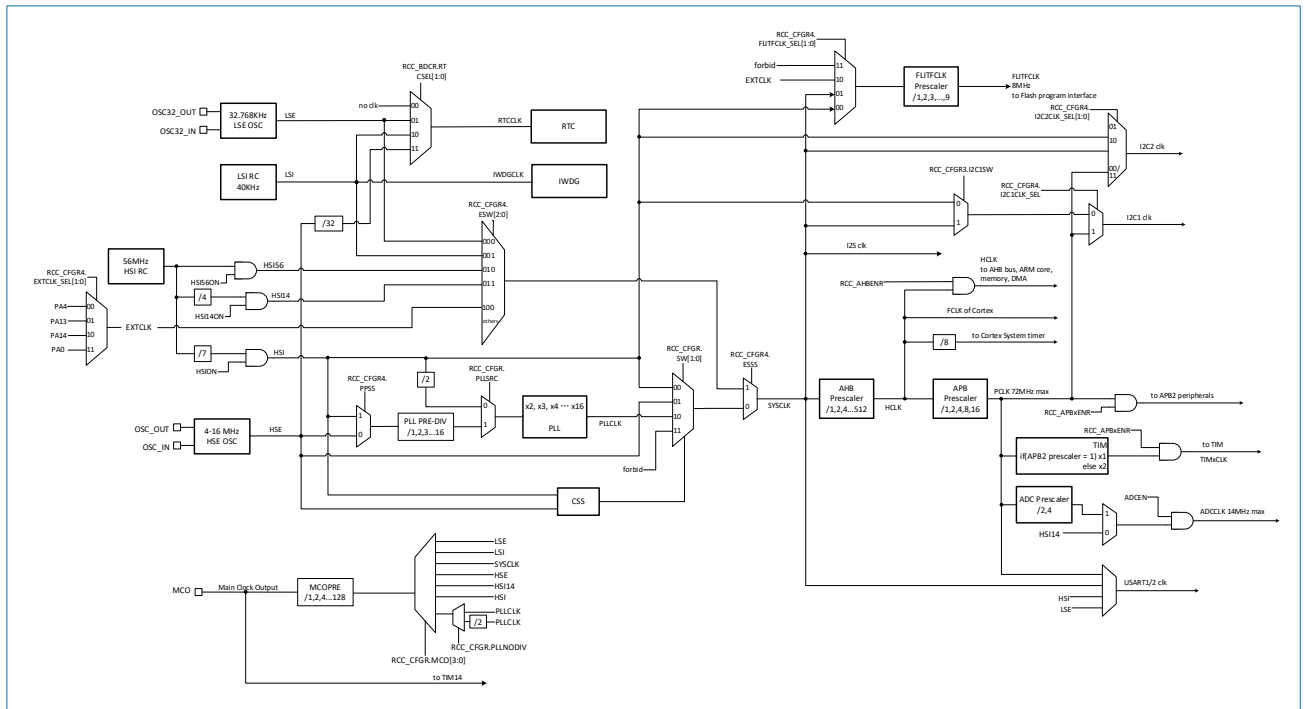 RCC_CFGR4.
FLITFCLK_SEL[1:0]
forbid
11
EXTCLK
10
01
00
FLITFCLK
Prescaler
/1,2,3,...,9
FLITFCLK
8MHz
to Flash program interface
RCC_BDCR.RT
CSEL[1:0]
no clk
00
01
10
11
OSC32_OUT
OSC32_IN
32.768KHz
LSE OSC
LSE
RTCCLK
RTC
RCC_CFGR4.
I2C2CLK_SEL[1:0]
01
10
00/
11
I2C2 clk
LSI RC
40KHz
LSI
IWDGCLK
IWDG
RCC_CFGR3.I2C1SW
0
1
RCC_CFGR4.
I2C1CLK_SEL
0
1
I2C1 clk
/32
RCC_CFGR4.
ESW[2:0]
000
001
010
011
100
others
I2S clk
56MHz
HSI RC
HSI56ON
HSI56
/4
HSI14ON
HSI14
RCC_CFGR4.
EXTCLK_SEL[1:0]
PA4
00
PA13
01
PA14
10
PA0
11
EXTCLK
HCLK
to AHB bus, ARM core,
memory, DMA
RCC_AHBENR
FCLK of Cortex
/8
to Cortex System timer
/7
HSION
HSI
RCC_CFGR4.
PPSS
1
0
/2
RCC_CFGR.
PLLSRC
0
1
RCC_CFGR.
SW[1:0]
00
01
10
11
RCC_CFGR4.
ESSS
1
0
SYSCLK
PLL PRE-DIV
/1,2,3...16
x2, x3, x4 ··· x16
PLL
PLLCLK
AHB
Prescaler
/1,2,4...512
HCLK
APB
Prescaler
/1,2,4,8,16
PCLK 72MHz max
RCC_APBxENR
to APB2 peripherals
OSC_OUT
OSC_IN
4-16 MHz
HSE OSC
HSE
forbid
CSS
RCC_APBxENR
TIM
if(APB2 prescaler = 1) x1
else x2
to TIM
TIMxCLK
ADC Prescaler
/2,4
ADCEN
HSI14
1
0
ADCCLK 14MHz max
MCO
Main Clock Output
MCOPRE
/1,2,4...128
LSE
LSI
SYSCLK
HSE
HSI14
HSI
PLLCLK
/2
PLLCLK
RCC_CFGR.PLLNODIV
RCC_CFGR.MCO[3:0]
to TIM14
HSI
LSE
USART1/2 clk